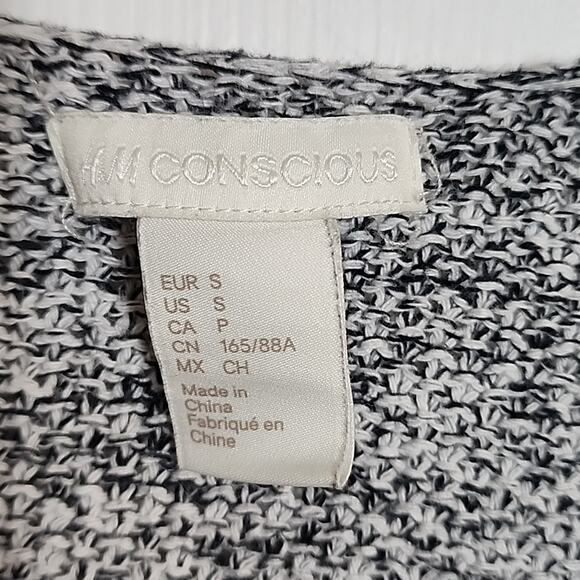 H&M CONSCIOUS
EUR S
US S
CA P
CN 165/88A
MX CH
Made in
China
Fabriqué en
Chine